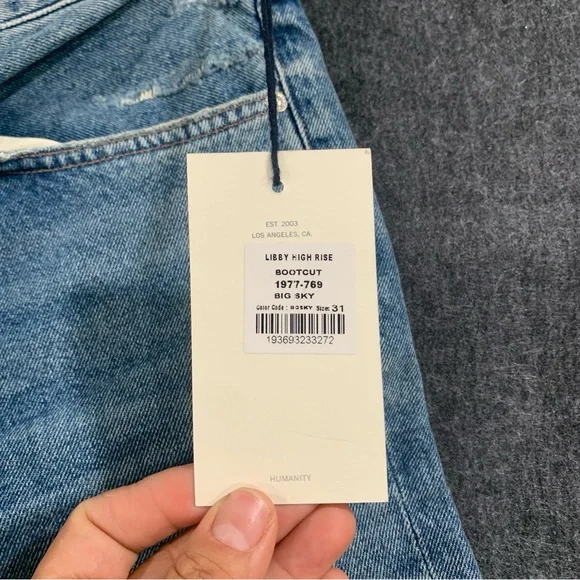 EST. 2003
LOS ANGELES, CA.
LIBBY HIGH RISE
BOOTCUT
1977-769
BIG SKY
Color Code : BGSKY Size: 31
193693233272
HUMANITY